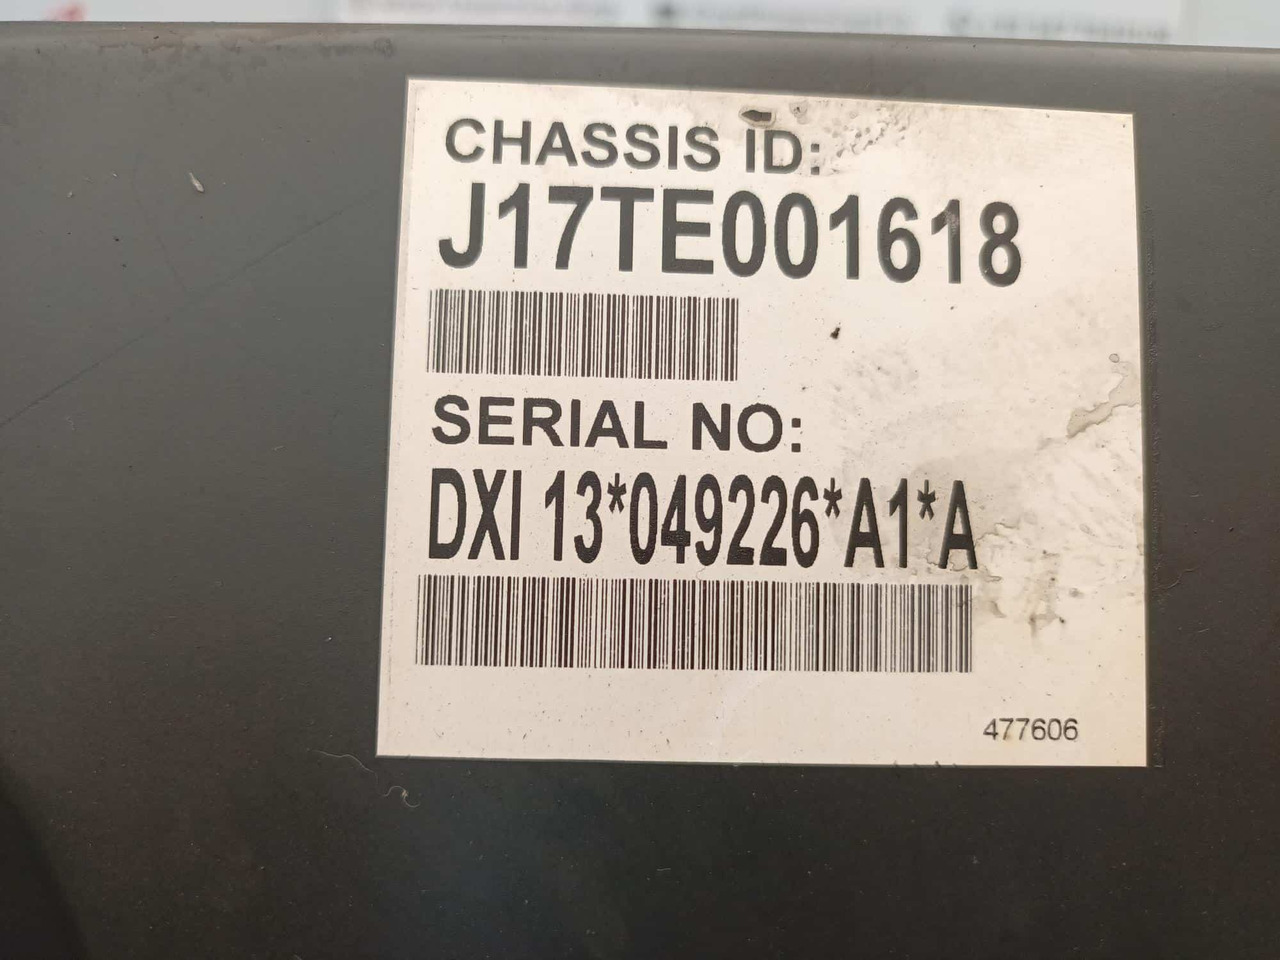 CHASSIS ID:
J17TE001618
SERIAL NO:
DXI 13*049226*A1*A
477606